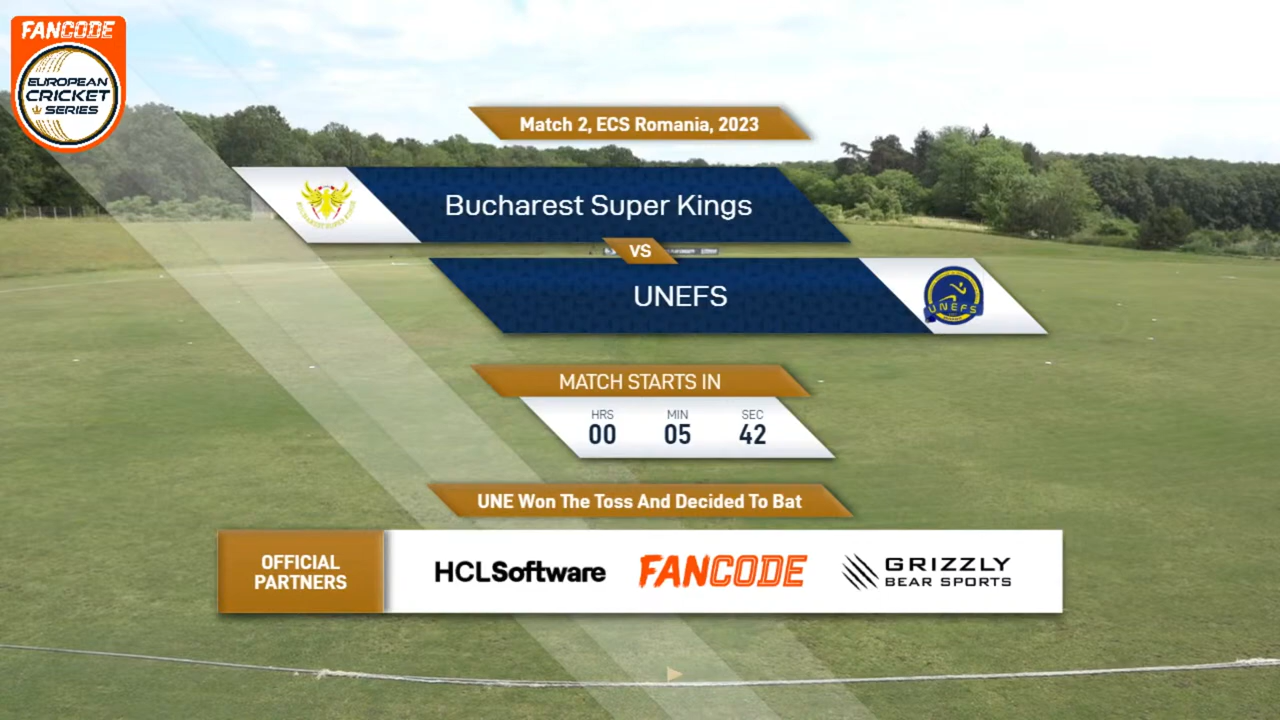 FANCODE
EUROPEAN
CRICKET
SERIES
Match 2, ECS Romania, 2023
Bucharest Super Kings
VS
UNEFS
UNEFS
MATCH STARTS IN
HRS MIN SEC
00 05 42
UNE Won The Toss And Decided To Bat
OFFICIAL
PARTNERS
HCLSoftware
FANCODE
GRIZZLY
BEAR SPORTS